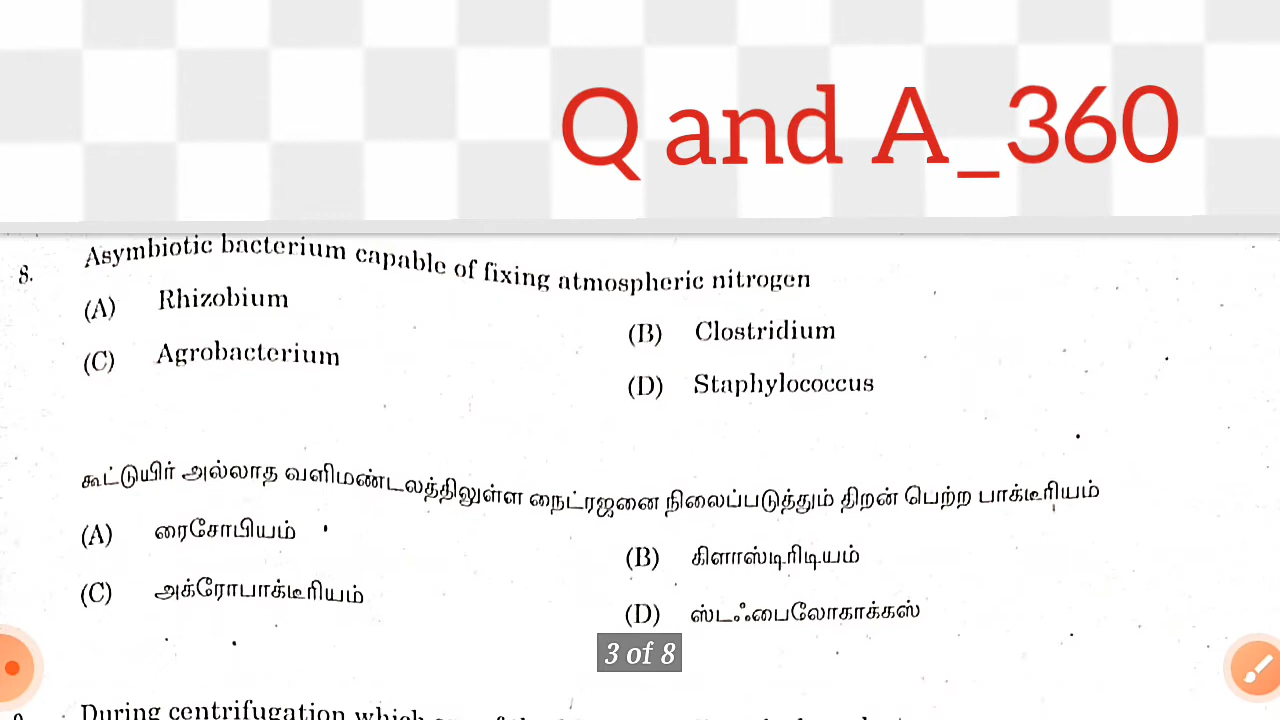 Q and A_360
8. Asymbiotic bacterium capable of fixing atmospheric nitrogen
(A) Rhizobium
(B) Clostridium
(C) Agrobacterium
(D) Staphylococcus
கூட்டுயிர் அல்லாத வளிமண்டலத்திலுள்ள நைட்ரஜனை நிலைப்படுத்தும் திறன் பெற்ற பாக்டீரியம்
(A) ரைசோபியம்
(B) கிளாஸ்டிரிடியம்
(C) அக்ரோபாக்டீரியம்
(D) ஸ்டஃபைலோகாக்கஸ்
3 of 8
During centrifugation which